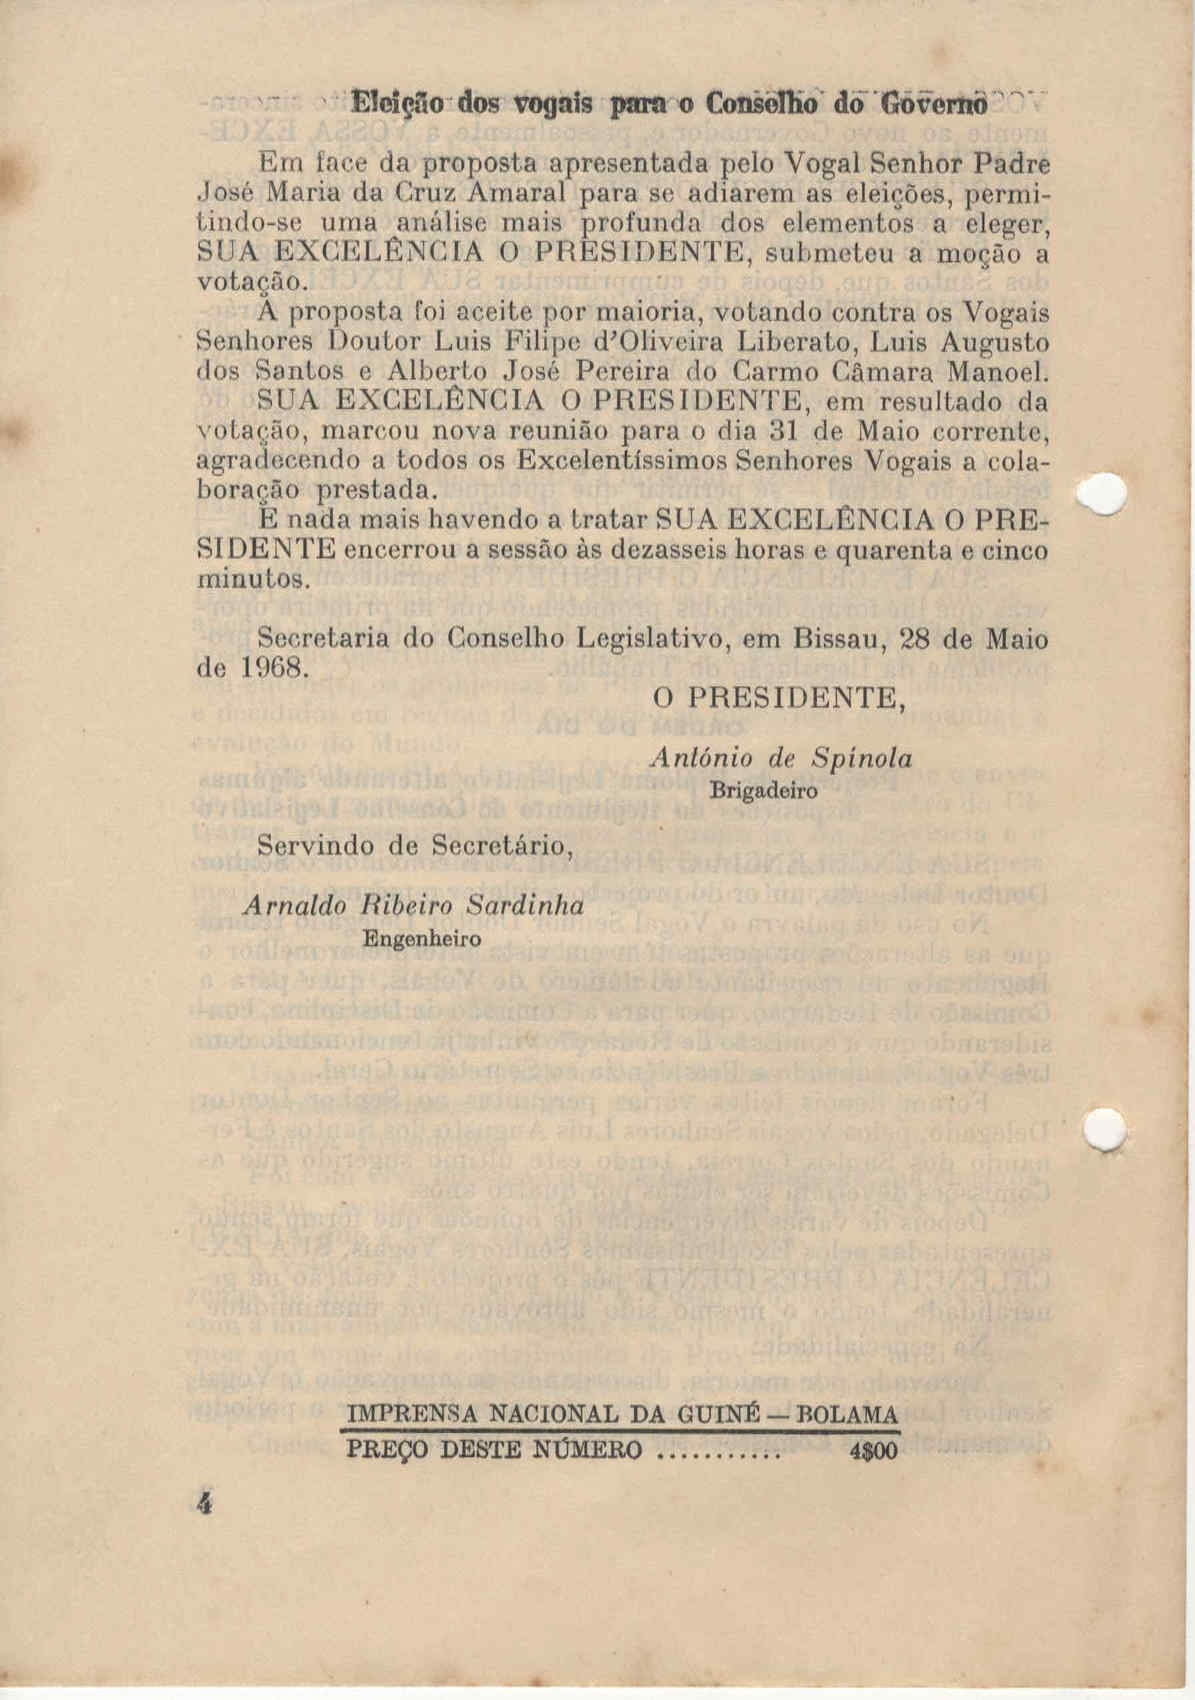 Eleição dos vogais para o Conselho do Governo
Em face da proposta apresentada pelo Vogal Senhor Padre
José Maria da Cruz Amaral para se adiarem as eleições, permi-
tindo-se uma análise mais profunda dos elementos a eleger,
SUA EXCELÊNCIA O PRESIDENTE, submeteu a moção a
votação.
A proposta foi aceite por maioria, votando contra os Vogais
Senhores Doutor Luis Filipe d'Oliveira Liberato, Luis Augusto
dos Santos e Alberto José Pereira do Carmo Câmara Manoel.
SUA EXCELÊNCIA O PRESIDENTE, em resultado da
votação, marcou nova reunião para o dia 31 de Maio corrente,
agradecendo a todos os Excelentíssimos Senhores Vogais a cola-
boração prestada.
E nada mais havendo a tratar SUA EXCELÊNCIA O PRE-
SIDENTE encerrou a sessão às dezasseis horas e quarenta e cinco
minutos.
Secretaria do Conselho Legislativo, em Bissau, 28 de Maio
de 1968.
O PRESIDENTE,
António de Spínola
Brigadeiro
Servindo de Secretário,
Arnaldo Ribeiro Sardinha
Engenheiro
IMPRENSA NACIONAL DA GUINÉ — BOLAMA
PREÇO DESTE NÚMERO ........... 4$00
4